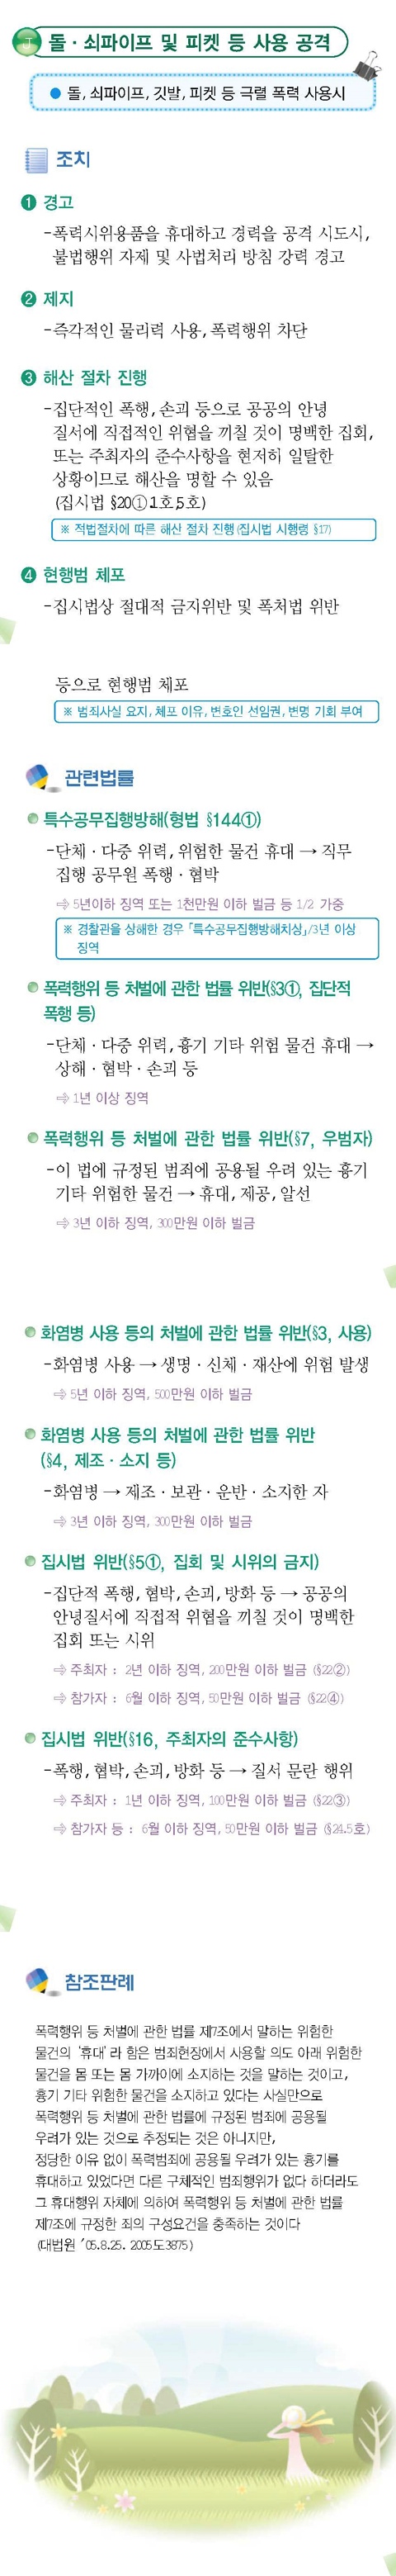 J 돌·쇠파이프 및 피켓 등 사용 공격
● 돌, 쇠파이프, 깃발, 피켓 등 극렬 폭력 사용시
조치
❶ 경고
-폭력시위용품을 휴대하고 경력을 공격 시도시,
불법행위 자제 및 사법처리 방침 강력 경고
❷ 제지
-즉각적인 물리력 사용, 폭력행위 차단
❸ 해산 절차 진행
-집단적인 폭행, 손괴 등으로 공공의 안녕
질서에 직접적인 위협을 끼칠 것이 명백한 집회,
또는 주최자의 준수사항을 현저히 일탈한
상황이므로 해산을 명할 수 있음
(집시법 §20①.1호,5호)
※ 적법절차에 따른 해산 절차 진행(집시법 시행령 §17)
❹ 현행범 체포
-집시법상 절대적 금지위반 및 폭처법 위반
등으로 현행범 체포
※ 범죄사실 요지, 체포 이유, 변호인 선임권, 변명 기회 부여
관련법률
특수공무집행방해(형법 §144①)
-단체·다중 위력, 위험한 물건 휴대 → 직무
집행 공무원 폭행·협박
⇨ 5년이하 징역 또는 1천만원 이하 벌금 등 1/2 가중
※ 경찰관을 상해한 경우 「특수공무집행방해치상」/3년 이상
징역
폭력행위 등 처벌에 관한 법률 위반(§3①, 집단적
폭행 등)
-단체·다중 위력, 흉기 기타 위험 물건 휴대 →
상해·협박·손괴 등
⇨ 1년 이상 징역
폭력행위 등 처벌에 관한 법률 위반(§7, 우범자)
-이 법에 규정된 범죄에 공용될 우려 있는 흉기
기타 위험한 물건 → 휴대, 제공, 알선
⇨ 3년 이하 징역, 300만원 이하 벌금
화염병 사용 등의 처벌에 관한 법률 위반(§3, 사용)
-화염병 사용 → 생명·신체·재산에 위험 발생
⇨ 5년 이하 징역, 500만원 이하 벌금
화염병 사용 등의 처벌에 관한 법률 위반
(§4, 제조·소지 등)
-화염병 → 제조·보관·운반·소지한 자
⇨ 3년 이하 징역, 300만원 이하 벌금
집시법 위반(§5①, 집회 및 시위의 금지)
-집단적 폭행, 협박, 손괴, 방화 등 → 공공의
안녕질서에 직접적 위협을 끼칠 것이 명백한
집회 또는 시위
⇨ 주최자 : 2년 이하 징역, 200만원 이하 벌금 (§22②)
⇨ 참가자 : 6월 이하 징역, 50만원 이하 벌금 (§22④)
집시법 위반(§16, 주최자의 준수사항)
-폭행, 협박, 손괴, 방화 등 → 질서 문란 행위
⇨ 주최자 : 1년 이하 징역, 100만원 이하 벌금 (§22③)
⇨ 참가자 등 : 6월 이하 징역, 50만원 이하 벌금 (§24.5호)
참조판례
폭력행위 등 처벌에 관한 법률 제7조에서 말하는 위험한
물건의 '휴대'라 함은 범죄현장에서 사용할 의도 아래 위험한
물건을 몸 또는 몸 가까이에 소지하는 것을 말하는 것이고,
흉기 기타 위험한 물건을 소지하고 있다는 사실만으로
폭력행위 등 처벌에 관한 법률에 규정된 범죄에 공용될
우려가 있는 것으로 추정되는 것은 아니지만,
정당한 이유 없이 폭력범죄에 공용될 우려가 있는 흉기를
휴대하고 있었다면 다른 구체적인 범죄행위가 없다 하더라도
그 휴대행위 자체에 의하여 폭력행위 등 처벌에 관한 법률
제7조에 규정한 죄의 구성요건을 충족하는 것이다
(대법원 '05.8.25. 2005도3875)